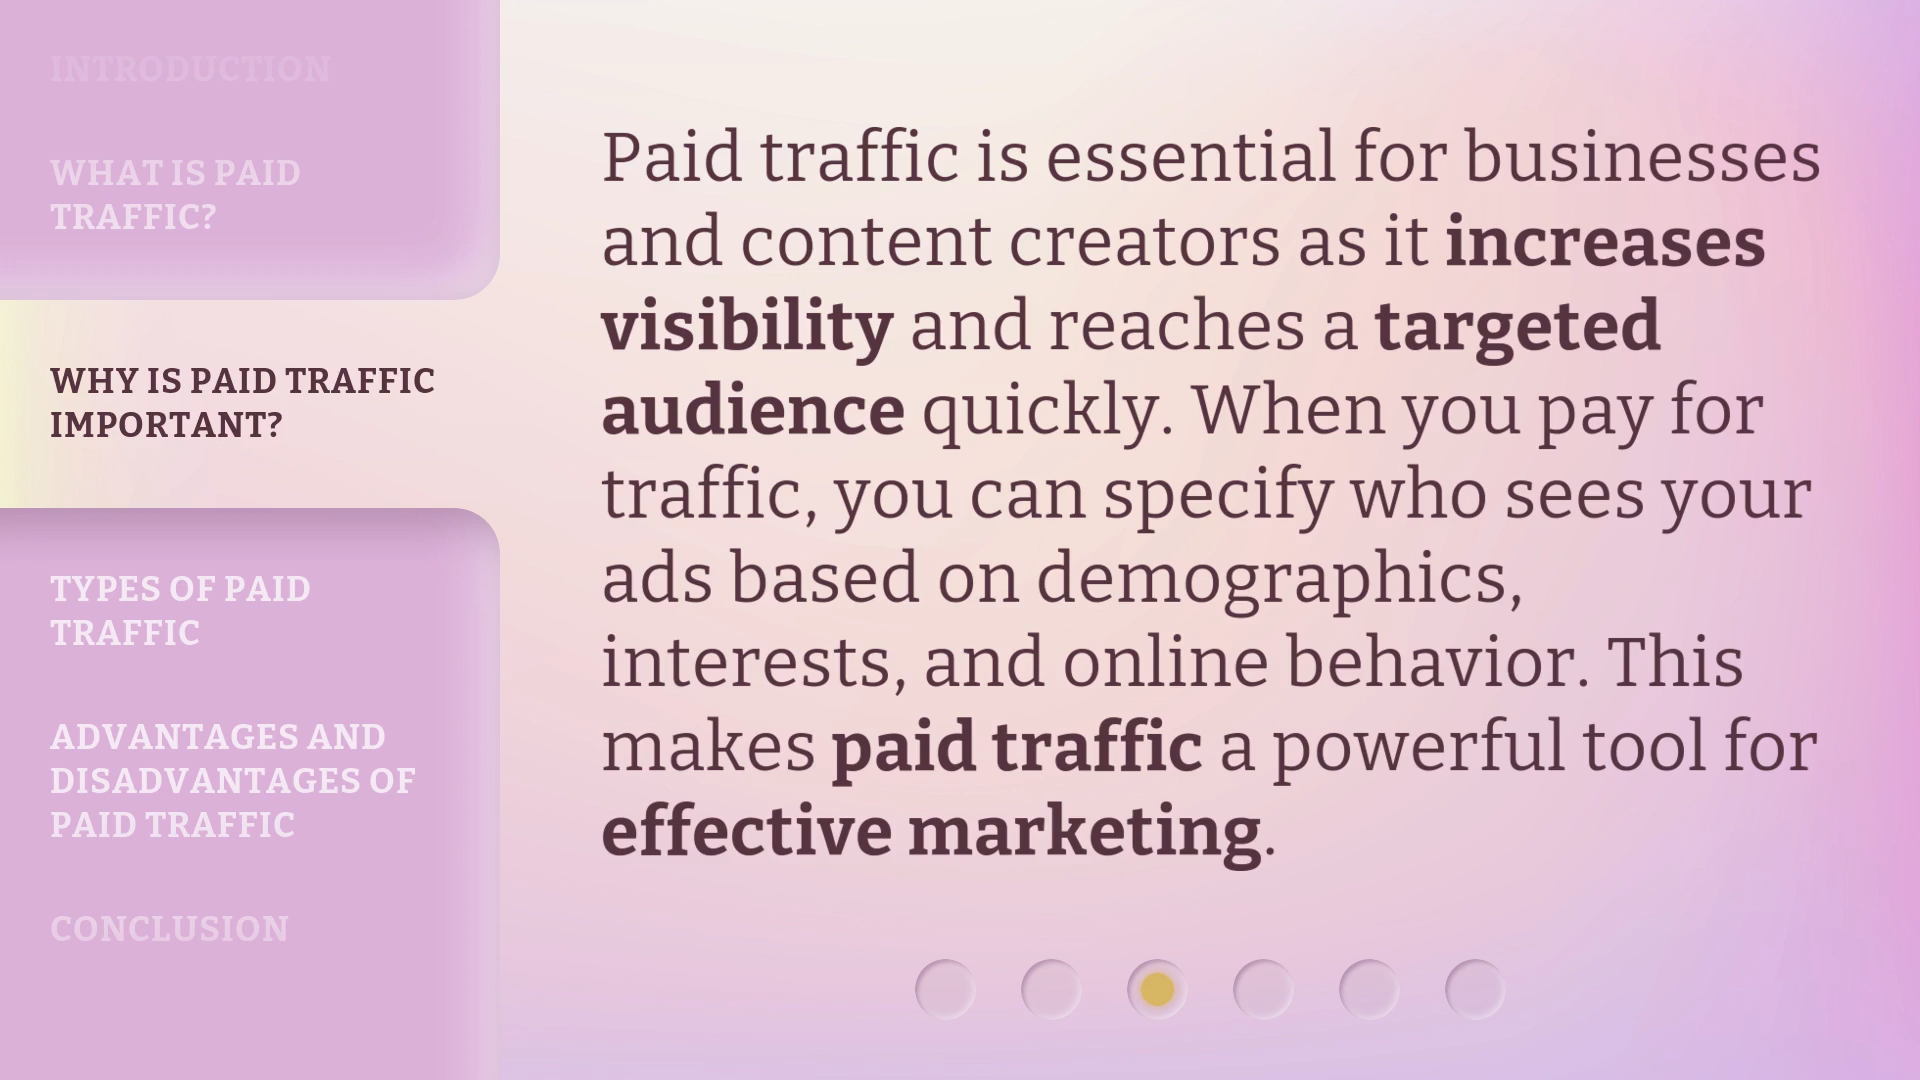 INTRODUCTION
WHAT IS PAID
TRAFFIC?
WHY IS PAID TRAFFIC
IMPORTANT?
TYPES OF PAID
TRAFFIC
ADVANTAGES AND
DISADVANTAGES OF
PAID TRAFFIC
CONCLUSION
Paid traffic is essential for businesses
and content creators as it increases
visibility and reaches a targeted
audience quickly. When you pay for
traffic, you can specify who sees your
ads based on demographics,
interests, and online behavior. This
makes paid traffic a powerful tool for
effective marketing.